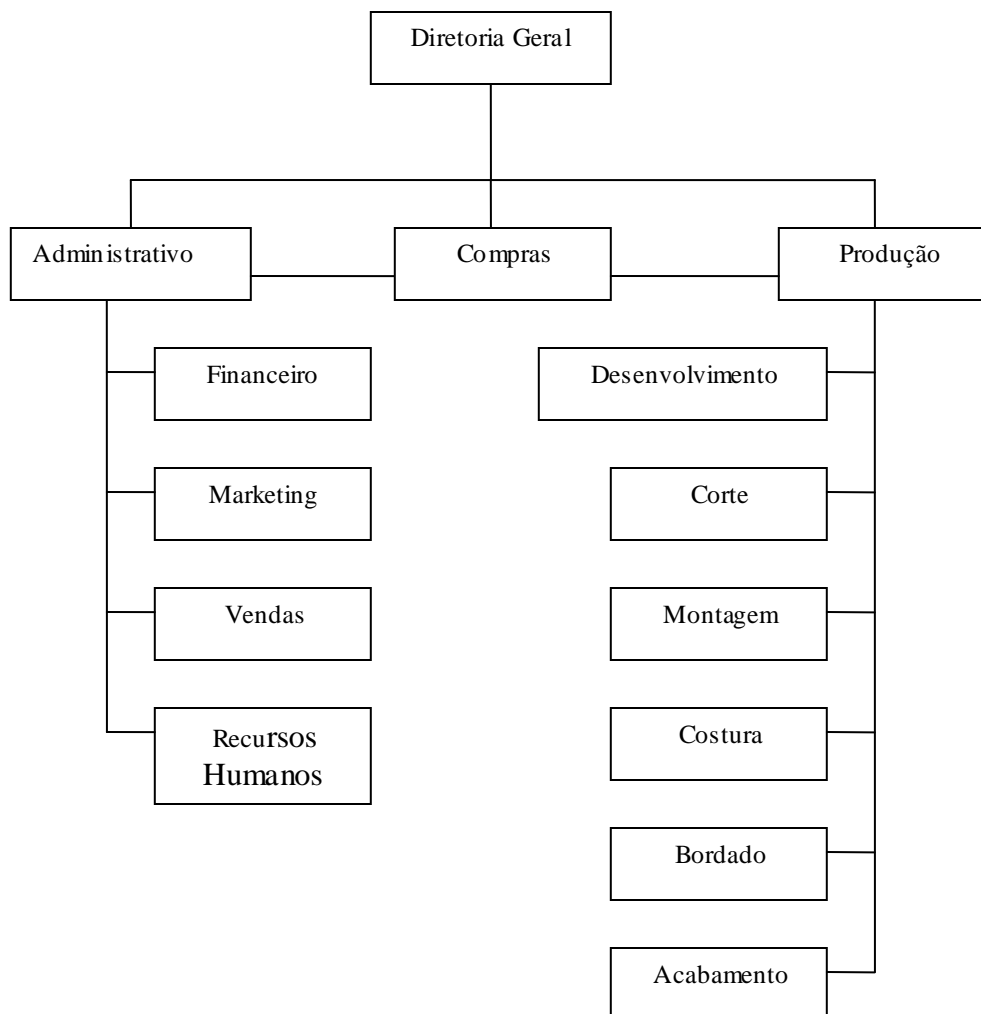 Diretoria Geral
Administrativo
Compras
Produção
Financeiro
Desenvolvimento
Marketing
Corte
Vendas
Montagem
Recursos
Humanos
Costura
Bordado
Acabamento